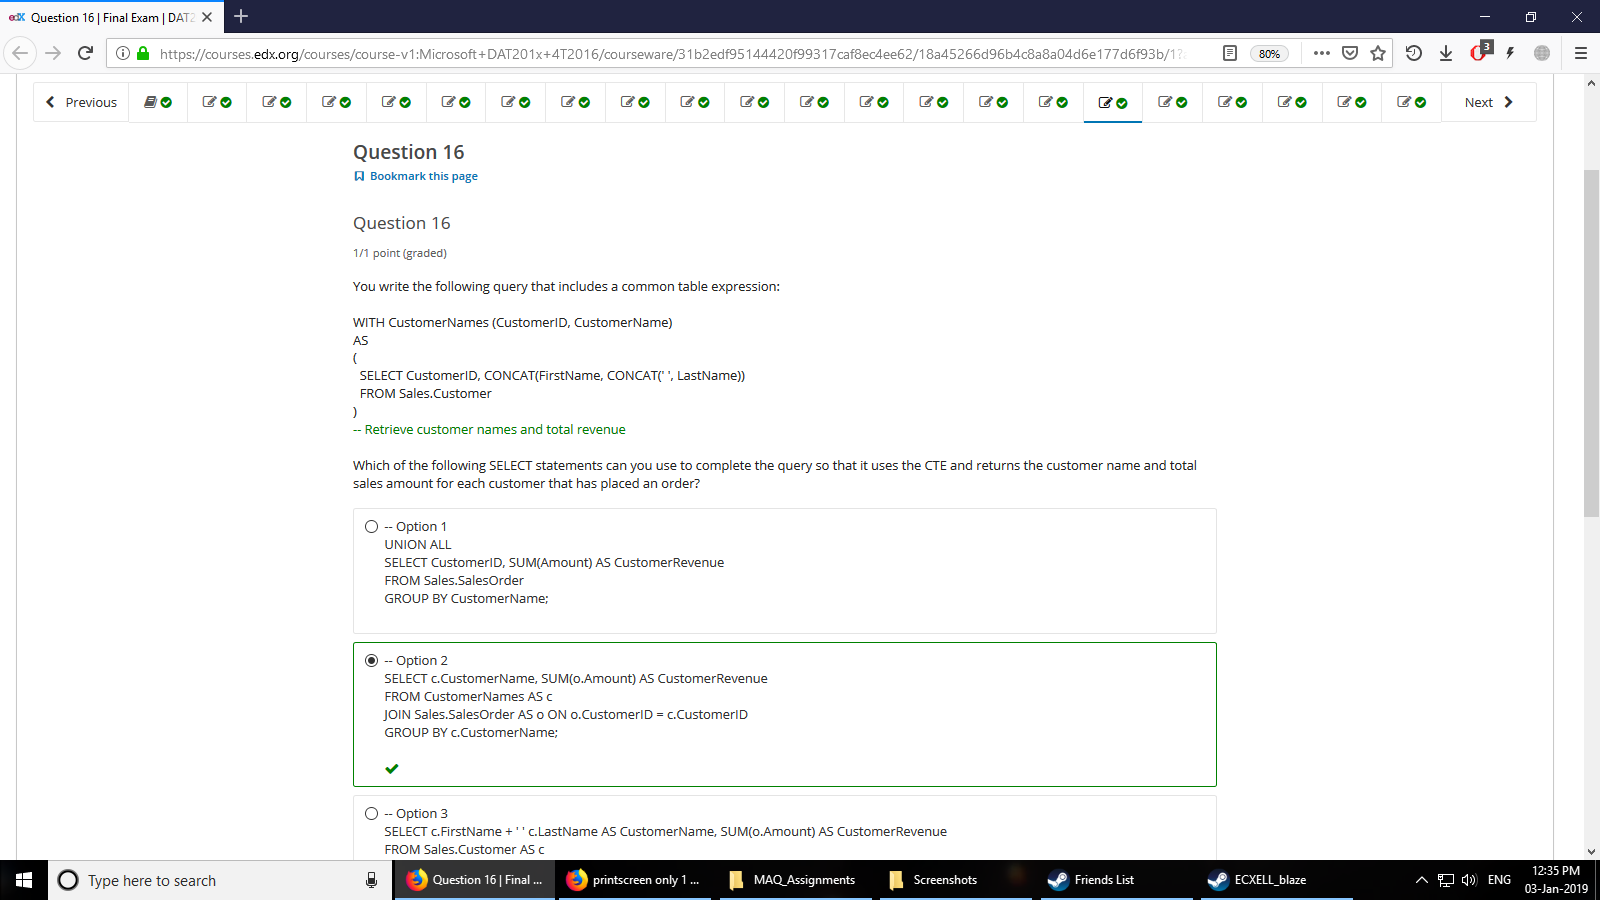 edX Question 16 | Final Exam | DAT2
https://courses.edx.org/courses/course-v1:Microsoft+DAT201x+4T2016/courseware/31b2edf95144420f99317caf8ec4ee62/18a45266d96b4c8a8a04d6e177d6f93b/1?
80%
3
Previous
Next
Question 16
Bookmark this page
Question 16
1/1 point (graded)
You write the following query that includes a common table expression:
WITH CustomerNames (CustomerID, CustomerName)
AS
(
SELECT CustomerID, CONCAT(FirstName, CONCAT(' ', LastName))
FROM Sales.Customer
)
-- Retrieve customer names and total revenue
Which of the following SELECT statements can you use to complete the query so that it uses the CTE and returns the customer name and total
sales amount for each customer that has placed an order?
-- Option 1
UNION ALL
SELECT CustomerID, SUM(Amount) AS CustomerRevenue
FROM Sales.SalesOrder
GROUP BY CustomerName;
-- Option 2
SELECT c.CustomerName, SUM(o.Amount) AS CustomerRevenue
FROM CustomerNames AS c
JOIN Sales.SalesOrder AS o ON o.CustomerID = c.CustomerID
GROUP BY c.CustomerName;
-- Option 3
SELECT c.FirstName + ' ' c.LastName AS CustomerName, SUM(o.Amount) AS CustomerRevenue
FROM Sales.Customer AS c
Type here to search
Question 16 | Final ...
printscreen only 1 ...
MAQ_Assignments
Screenshots
Friends List
ECXELL_blaze
ENG
12:35 PM
03-Jan-2019